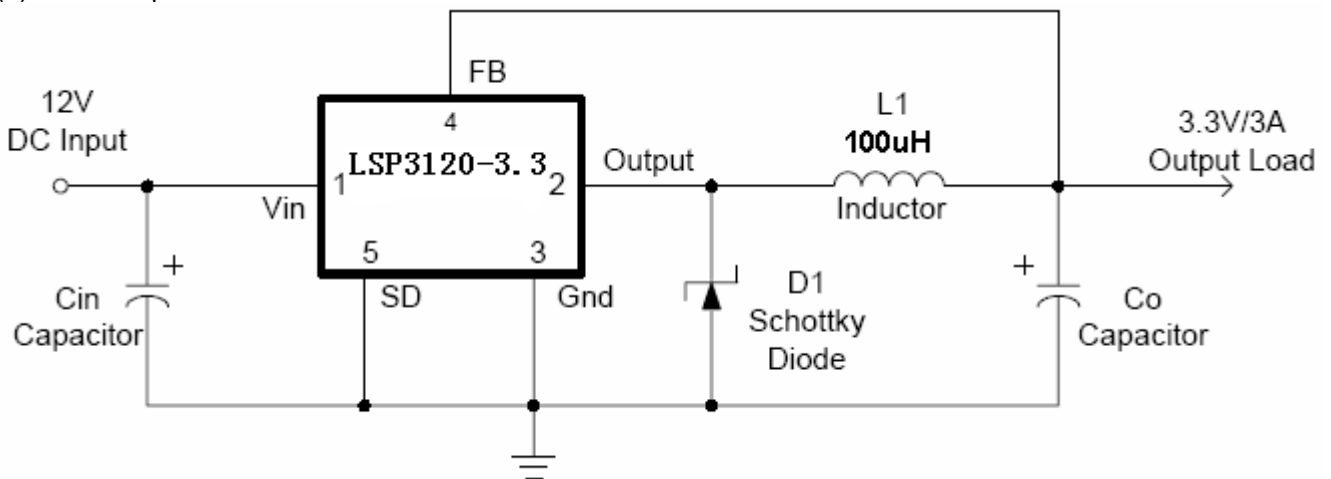 FB
12V
DC Input
4
L1
100uH
3.3V/3A
Output Load
LSP3120-3.3
Output
1
2
Vin
Inductor
5
3
SD
Gnd
+
+
Cin
Capacitor
D1
Schottky
Diode
Co
Capacitor